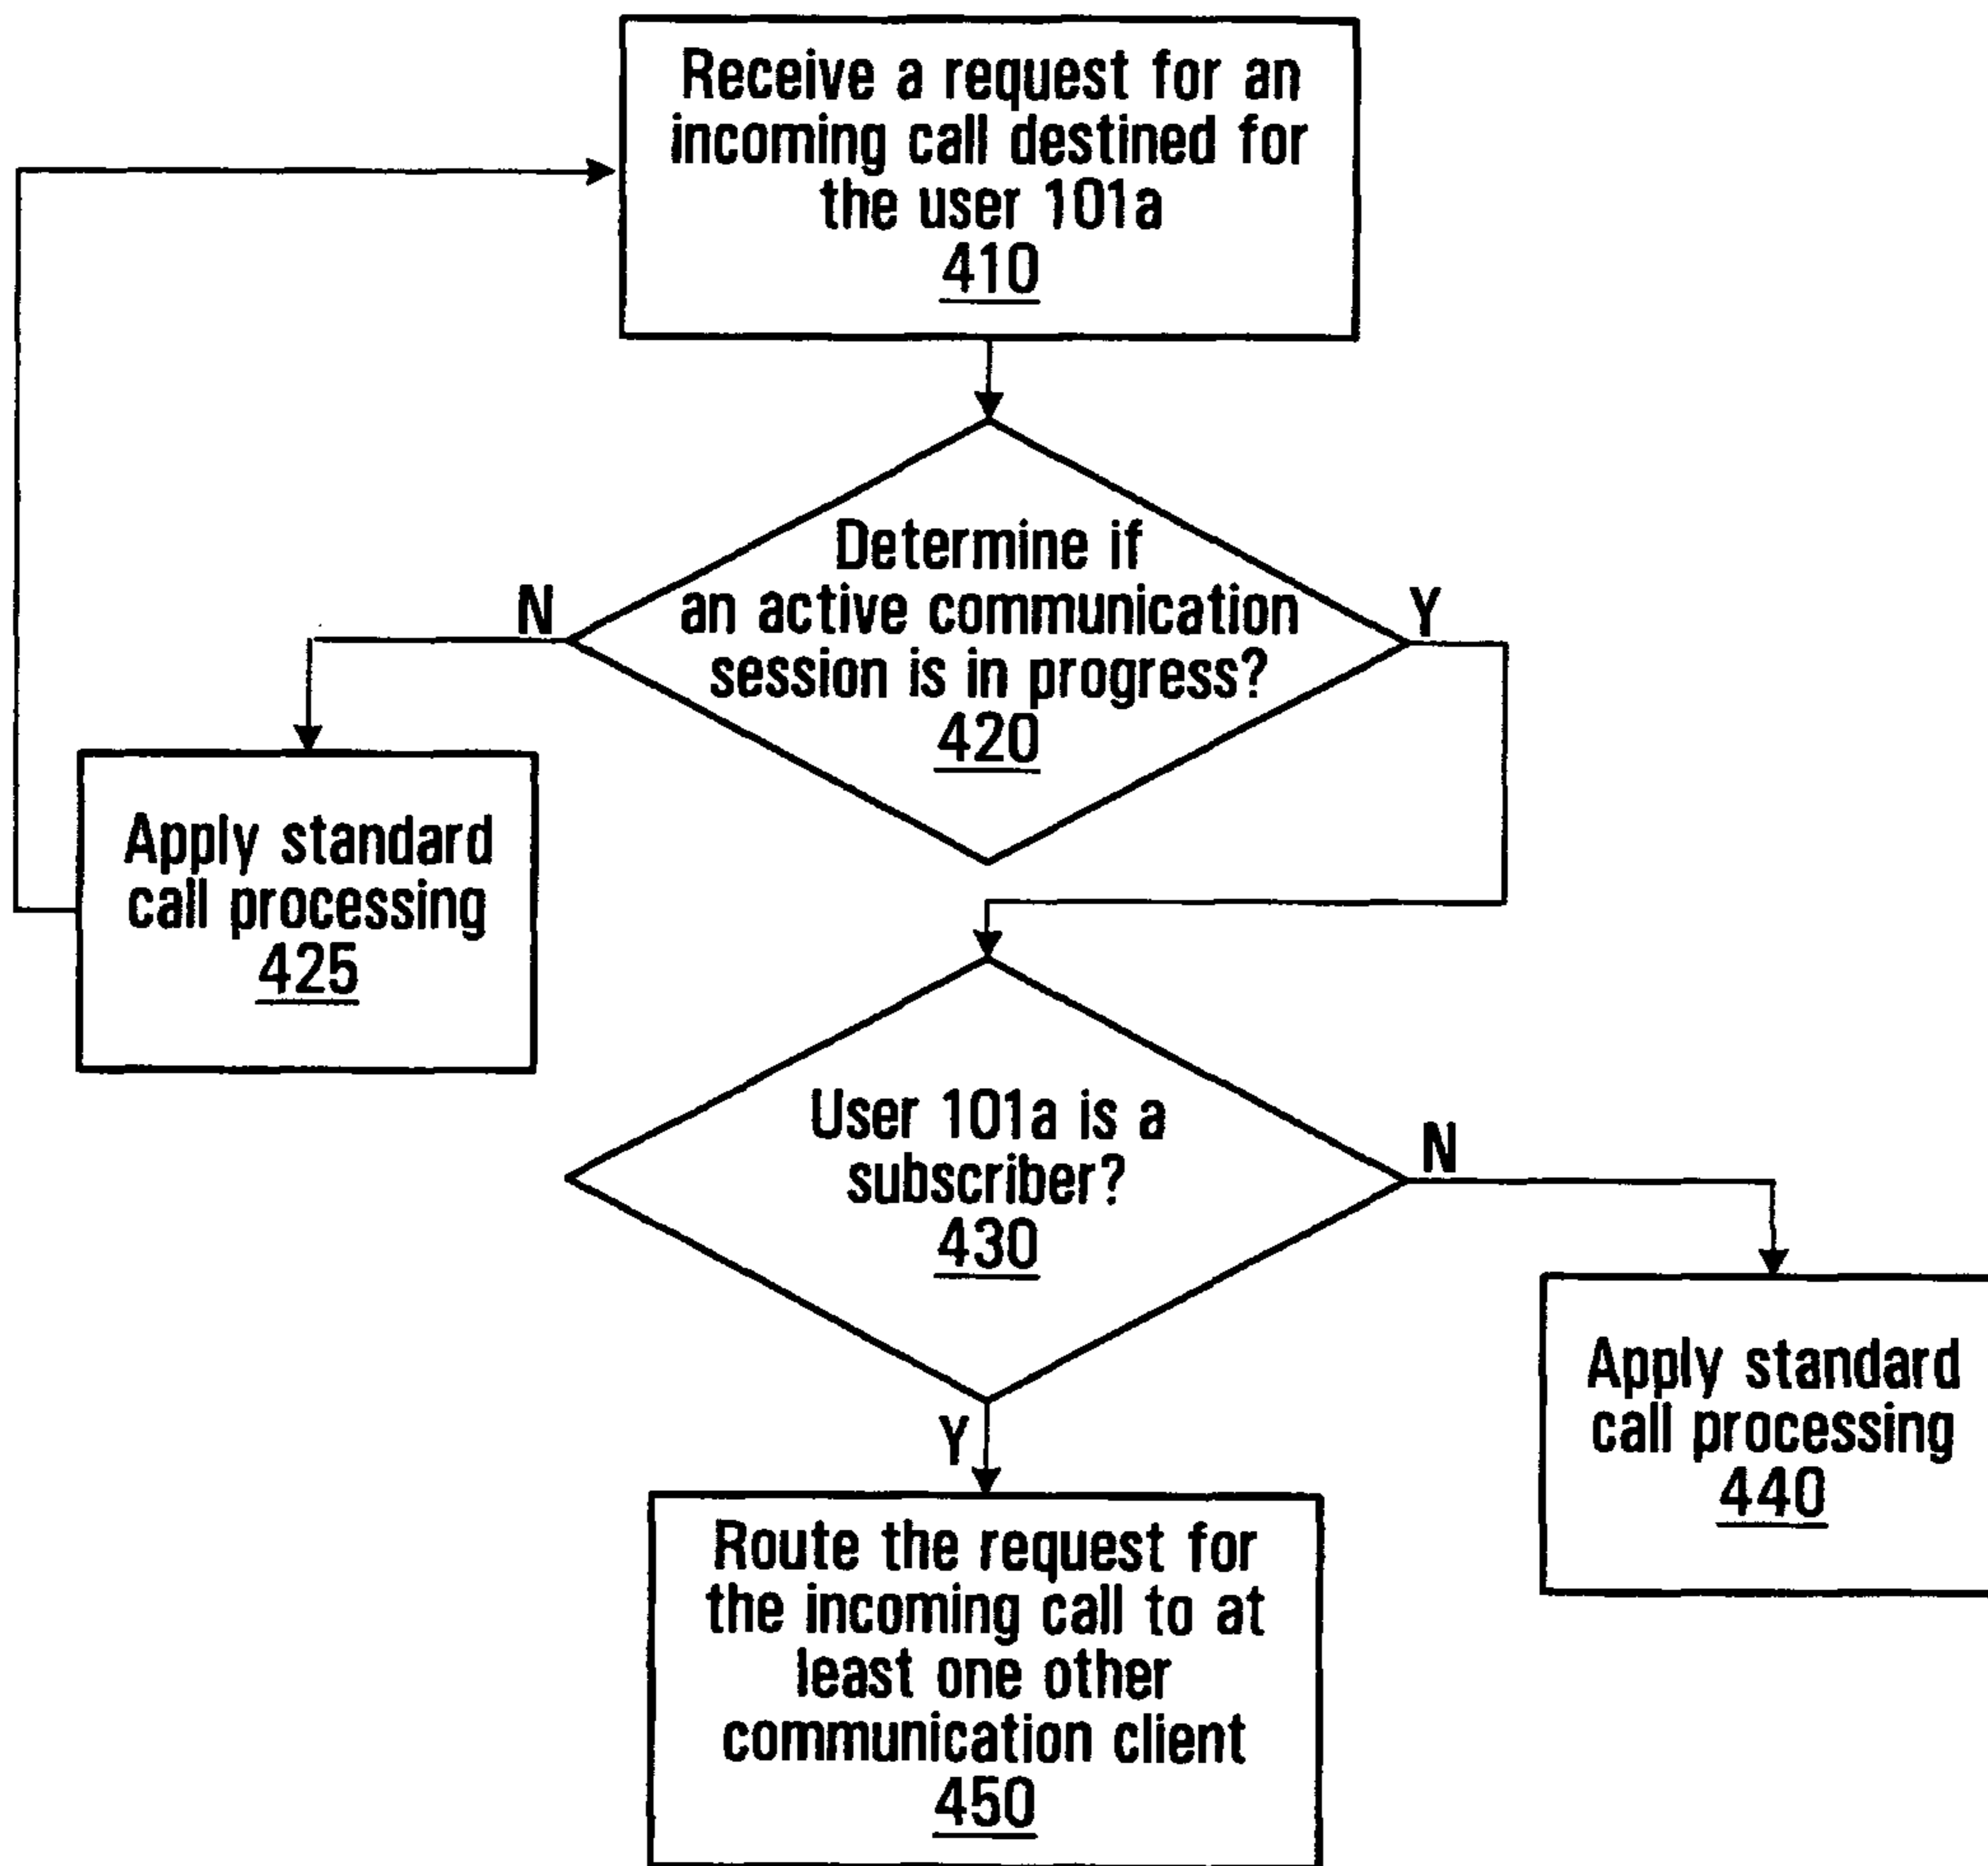 Receive a request for an
incoming call destined for
the user 101a
410
Determine if
an active communication
session is in progress?
420
N
Y
Apply standard
call processing
425
User 101a is a
subscriber?
430
N
Y
Apply standard
call processing
440
Route the request for
the incoming call to at
least one other
communication client
450